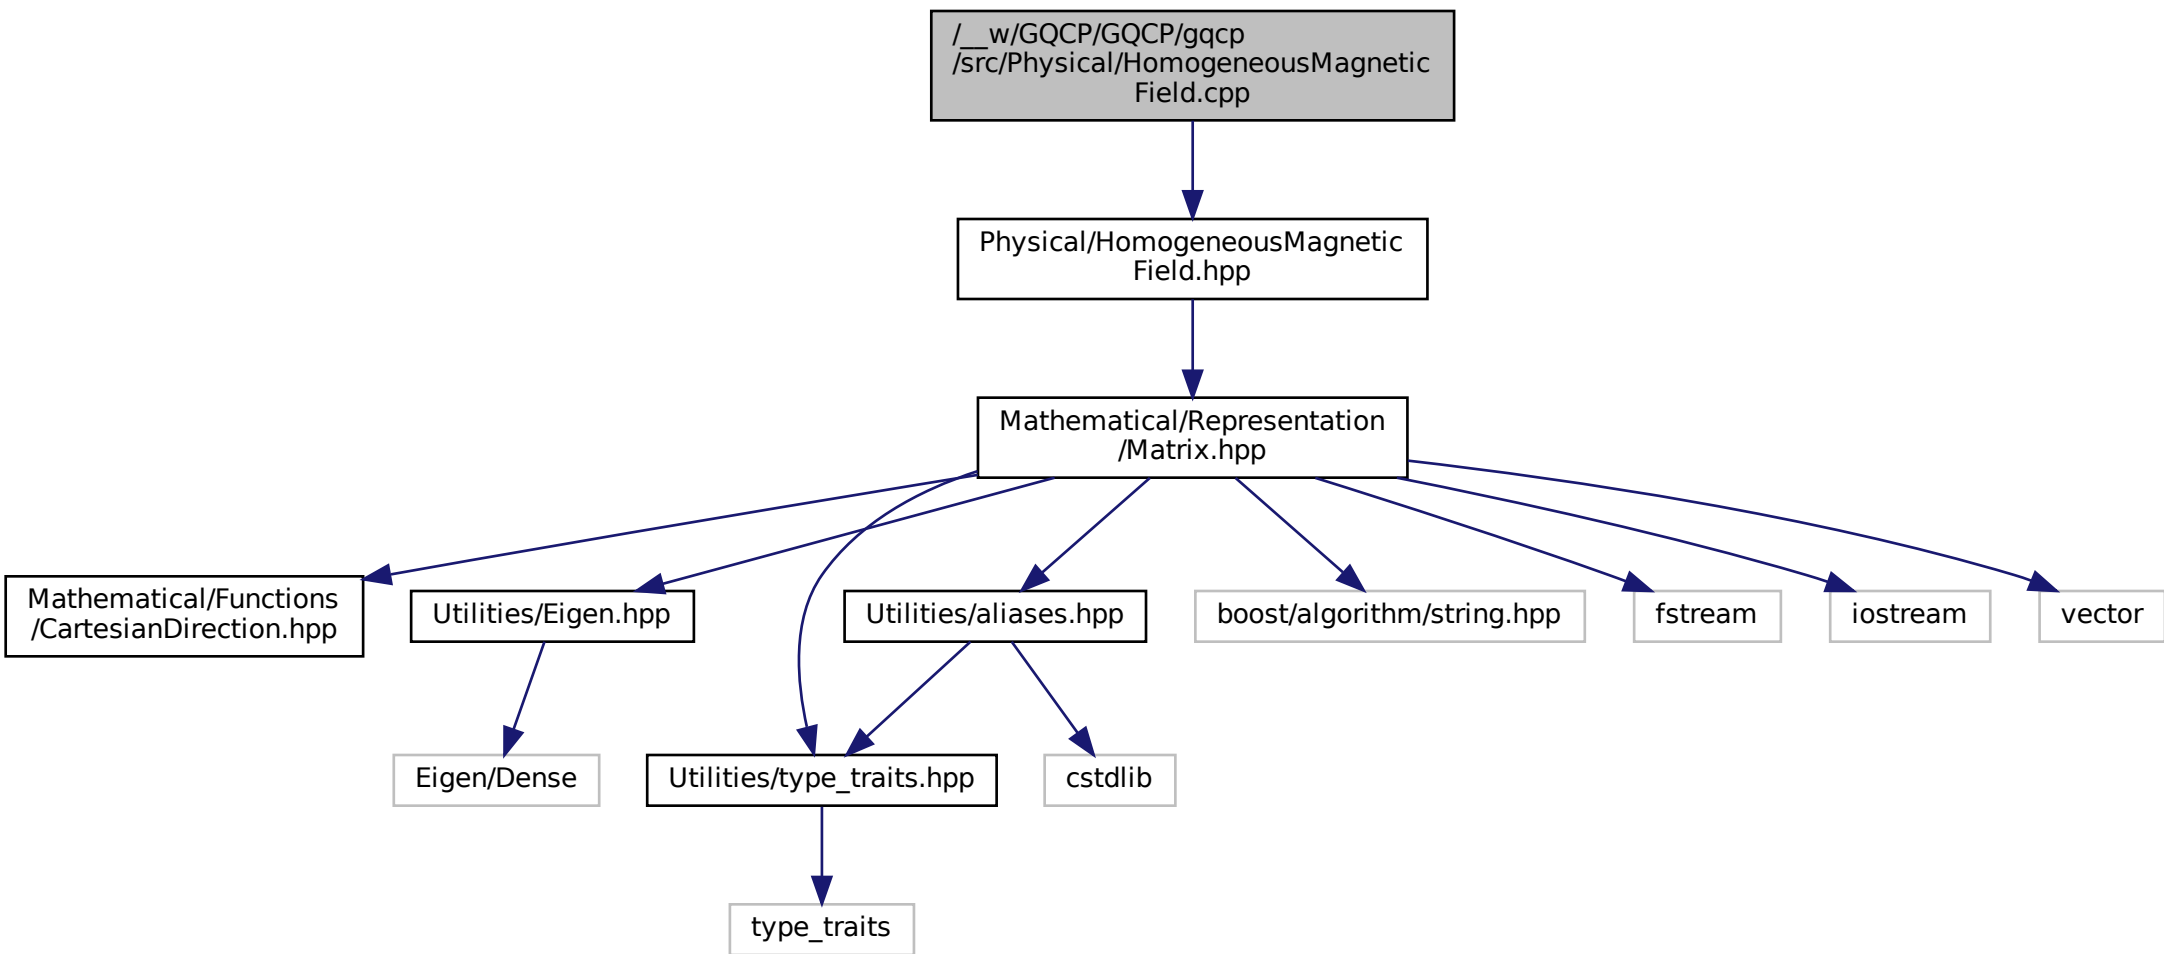 /__w/GQCP/GQCP/gqcp
/src/Physical/HomogeneousMagnetic
Field.cpp
Physical/HomogeneousMagnetic
Field.hpp
Mathematical/Representation
/Matrix.hpp
Mathematical/Functions
/CartesianDirection.hpp
Utilities/Eigen.hpp
Utilities/aliases.hpp
boost/algorithm/string.hpp
fstream
iostream
vector
Eigen/Dense
Utilities/type_traits.hpp
cstdlib
type_traits